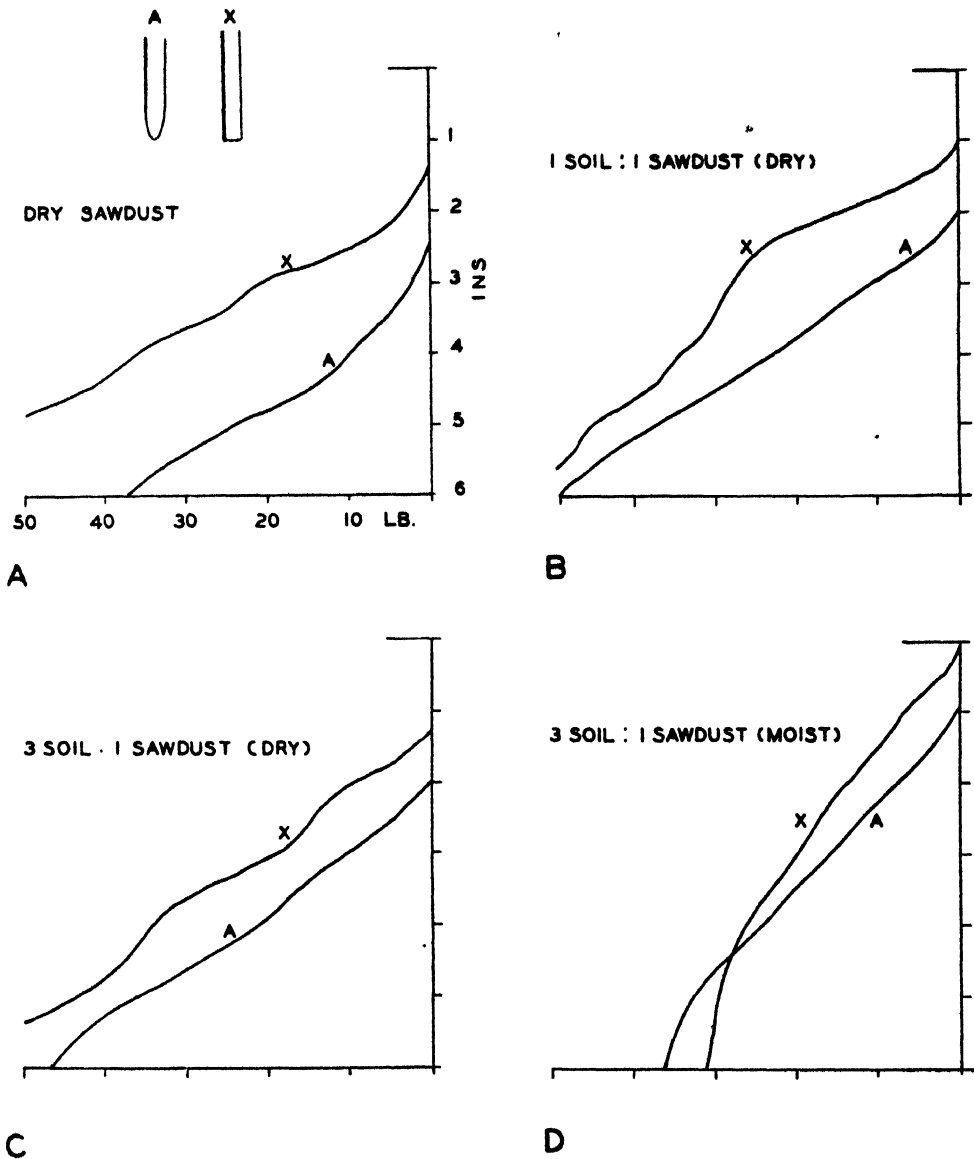 A X
DRY SAWDUST
X
A
1
2
3
4
5
6
INS
50 40 30 20 10 LB.
A
1 SOIL : 1 SAWDUST (DRY)
X
A
B
3 SOIL . 1 SAWDUST (DRY)
X
A
C
3 SOIL : 1 SAWDUST (MOIST)
X A
D